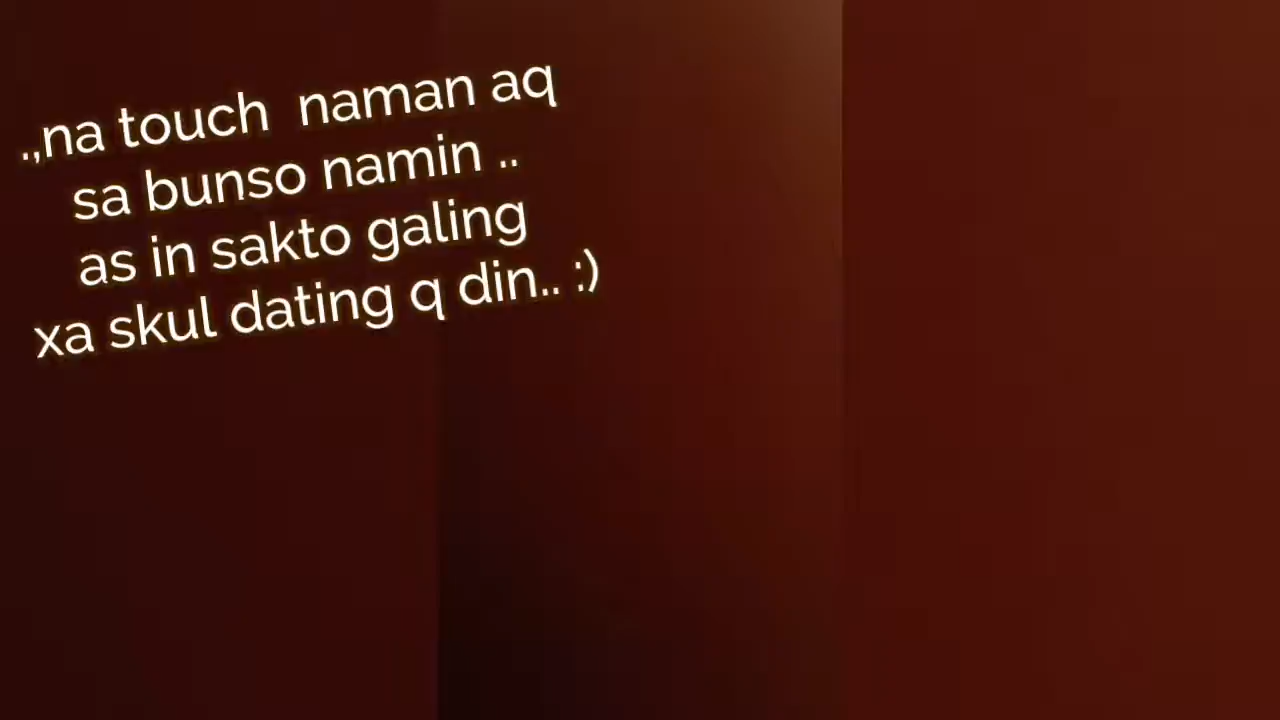 .,na touch  naman aq
sa bunso namin ..
as in sakto galing
xa skul dating q din.. :)